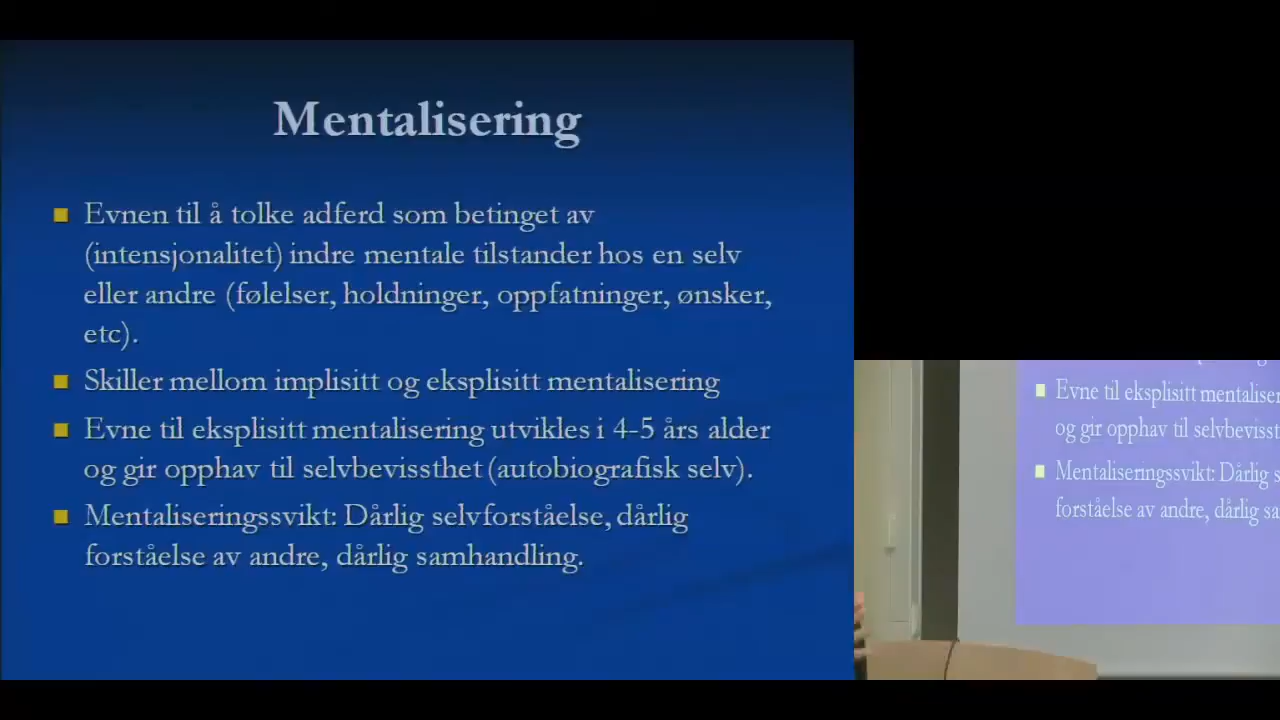 Mentalisering
Evnen til å tolke adferd som betinget av
(intensjonalitet) indre mentale tilstander hos en selv
eller andre (følelser, holdninger, oppfatninger, ønsker,
etc).
Skiller mellom implisitt og eksplisitt mentalisering
Evne til eksplisitt mentalisering utvikles i 4-5 års alder
og gir opphav til selvbevissthet (autobiografisk selv).
Mentaliseringssvikt: Dårlig selvforståelse, dårlig
forståelse av andre, dårlig samhandling.
Evne til eksplisitt mentaliser
og gir opphav til selvbevisst
Mentaliseringssvikt: Dårlig s
forståelse av andre, dårlig sa